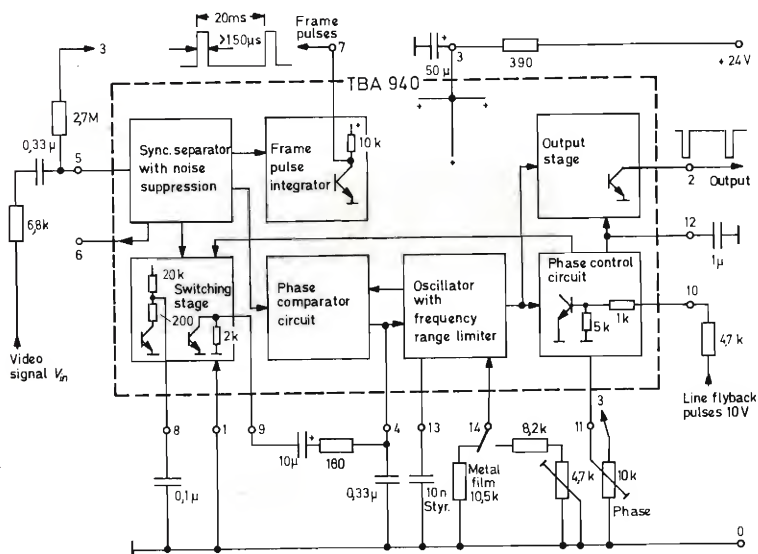 20ms
>150µs
Frame
pulses
7
3
50µ
3
390
+24V
TBA 940
2,7M
0,33µ
5
6,8k
6
Video
signal Vin
Sync. separator
with noise
suppression
Frame
pulse
integrator
10k
Output
stage
2
Output
12
1µ
20k
Switching
stage
200
2k
Phase
comparator
circuit
Oscillator
with
frequency
range limiter
Phase control
circuit
5k
1k
10
4,7k
Line flyback
pulses 10V
8
1
9
4
13
14
11
3
10µ
160
0,1µ
0,33µ
10n
Styr.
Metal
film
10,5k
8,2k
4,7k
10k
Phase
0